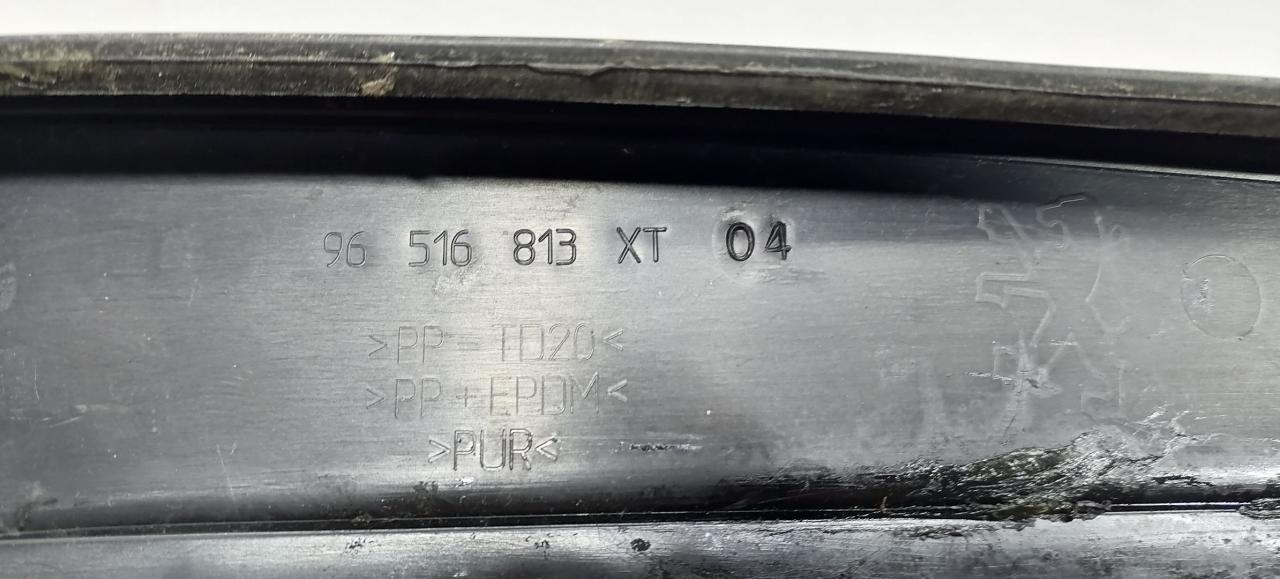 96 516 813 XT 04
>PP-TD20<
>PP+EPDM<
>PUR<